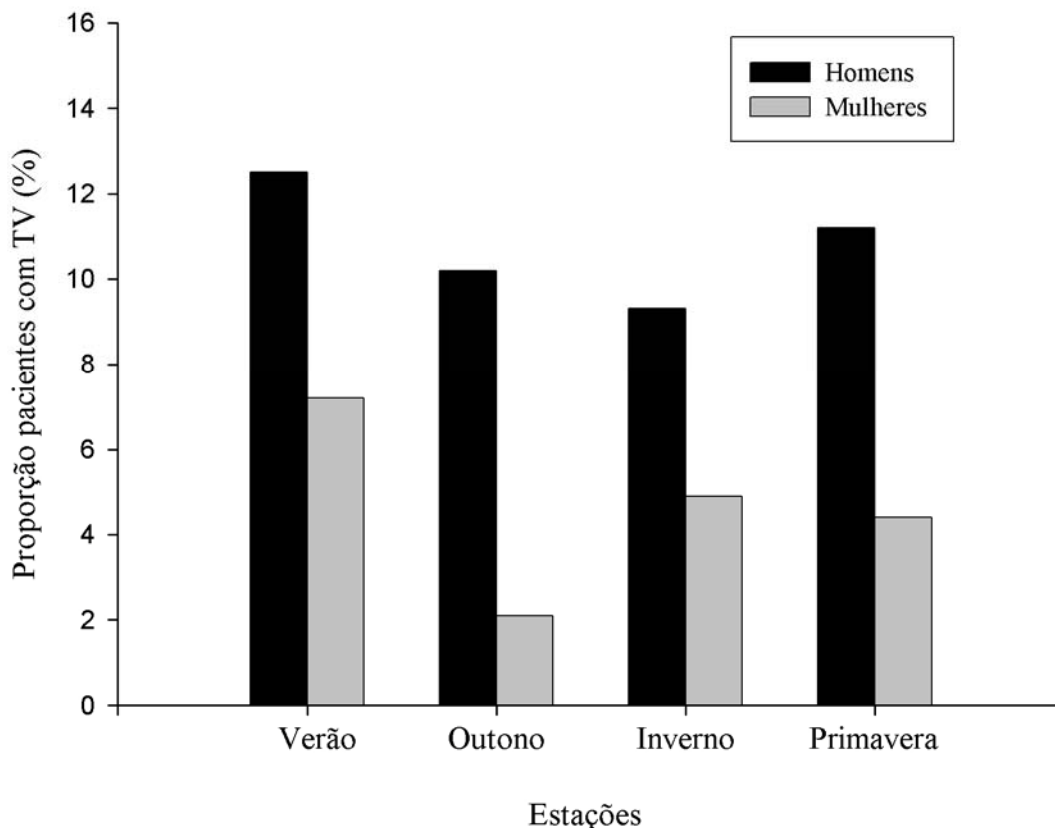 Proporção pacientes com TV (%)
16
14
12
10
8
6
4
2
0
Homens
Mulheres
Verão
Outono
Inverno
Primavera
Estações